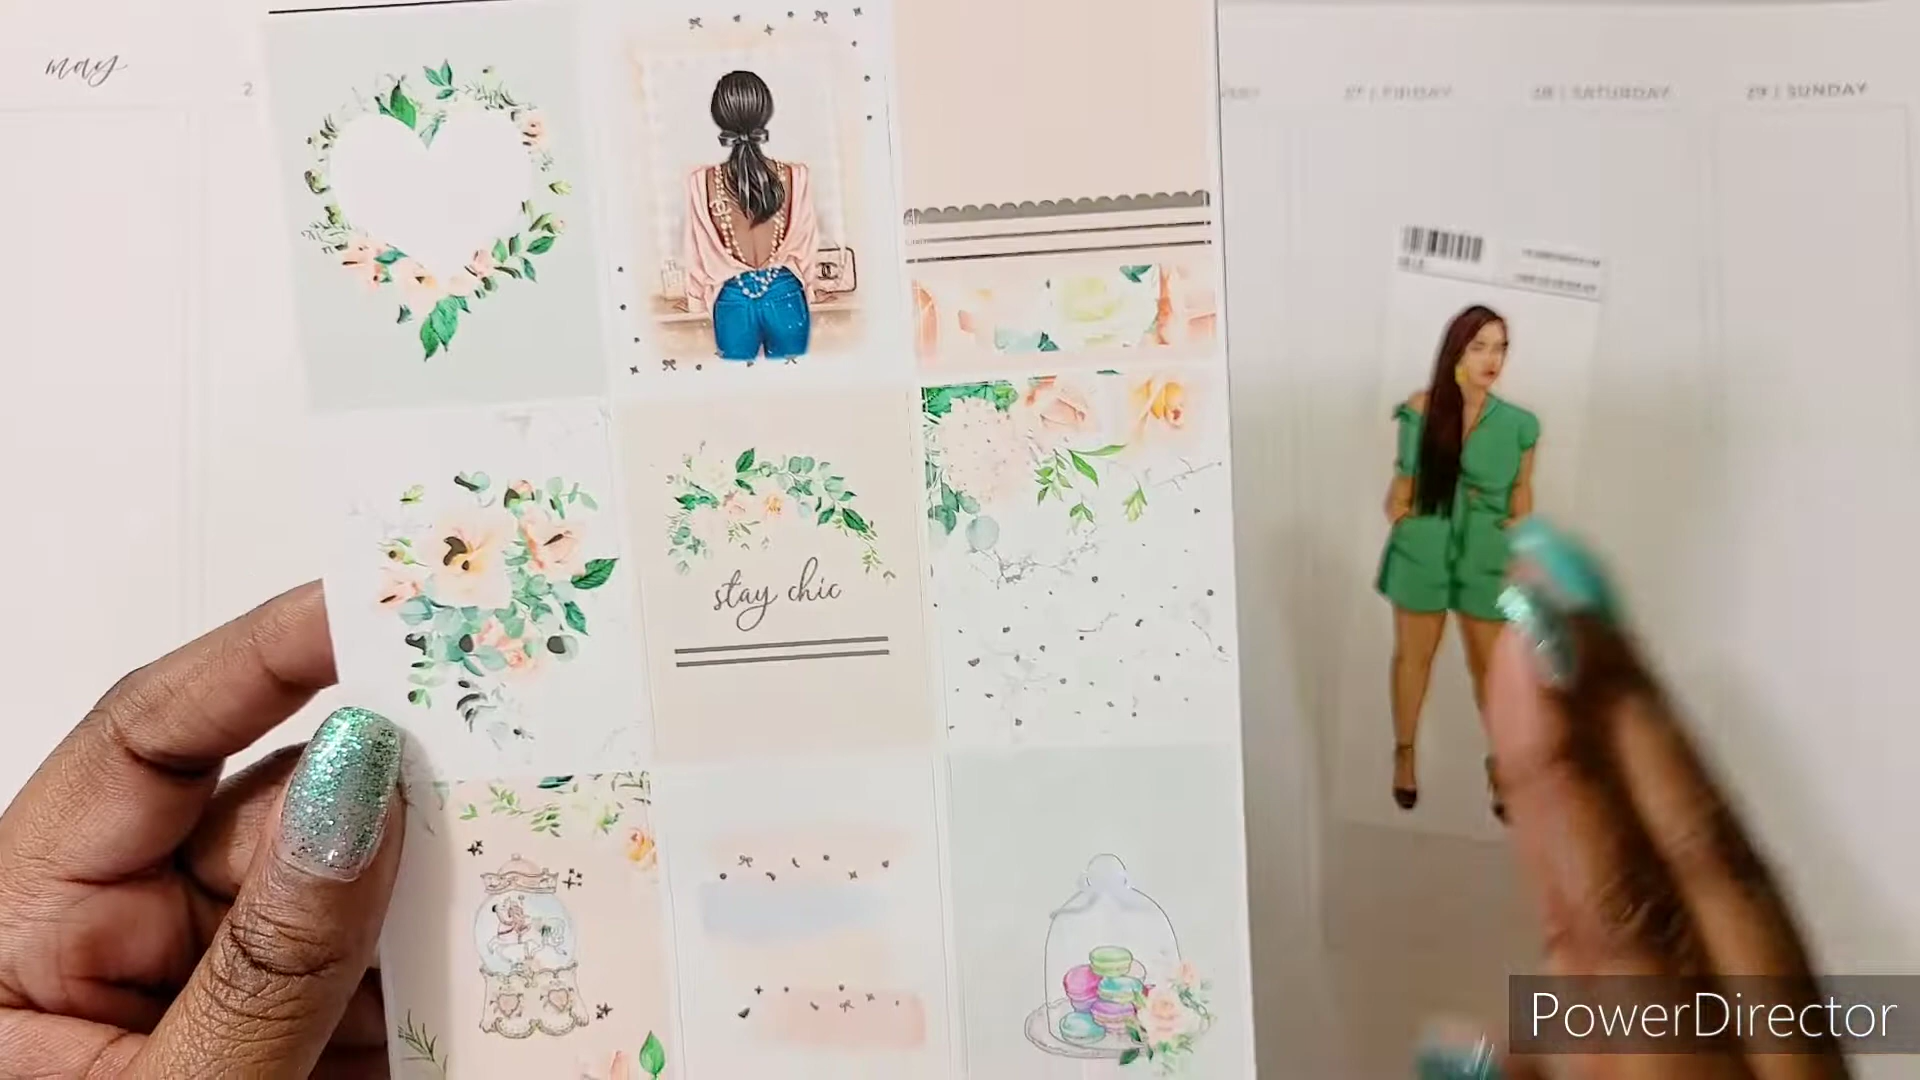 may
2
27 | FRIDAY
28 | SATURDAY
29 | SUNDAY
stay chic
PowerDirector